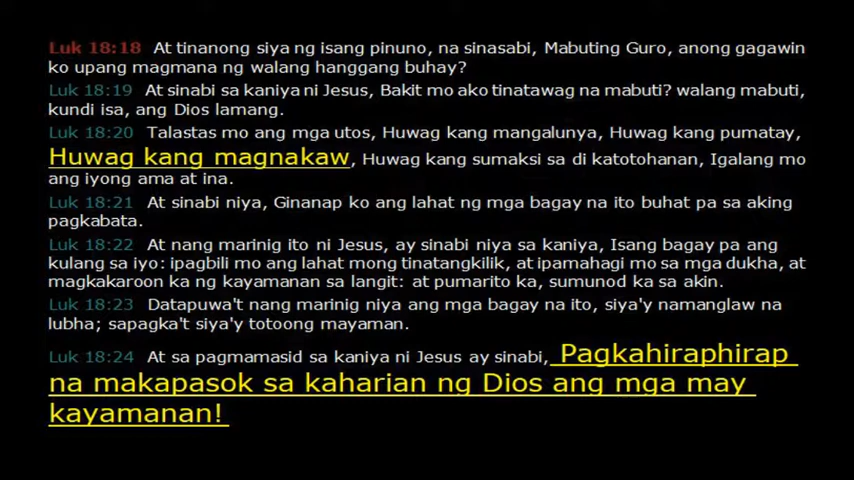 Luk 18:18 At tinanong siya ng isang pinuno, na sinasabi, Mabuting Guro, anong gagawin
ko upang magmana ng walang hanggang buhay?
Luk 18:19 At sinabi sa kaniya ni Jesus, Bakit mo ako tinatawag na mabuti? walang mabuti,
kundi isa, ang Dios lamang.
Luk 18:20 Talastas mo ang mga utos, Huwag kang mangalunya, Huwag kang pumatay,
Huwag kang magnakaw, Huwag kang sumaksi sa di katotohanan, Igalang mo
ang iyong ama at ina.
Luk 18:21 At sinabi niya, Ginanap ko ang lahat ng mga bagay na ito buhat pa sa aking
pagkabata.
Luk 18:22 At nang marinig ito ni Jesus, ay sinabi niya sa kaniya, Isang bagay pa ang
kulang sa iyo: ipagbili mo ang lahat mong tinatangkilik, at ipamahagi mo sa mga dukha, at
magkakaroon ka ng kayamanan sa langit: at pumarito ka, sumunod ka sa akin.
Luk 18:23 Datapuwa't nang marinig niya ang mga bagay na ito, siya'y namanglaw na
lubha; sapagka't siya'y totoong mayaman.
Luk 18:24 At sa pagmamasid sa kaniya ni Jesus ay sinabi, Pagkahiraphirap
na makapasok sa kaharian ng Dios ang mga may
kayamanan!